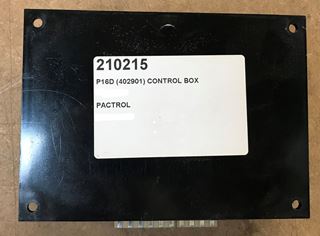 210215
P16D (402901) CONTROL BOX
PACTROL